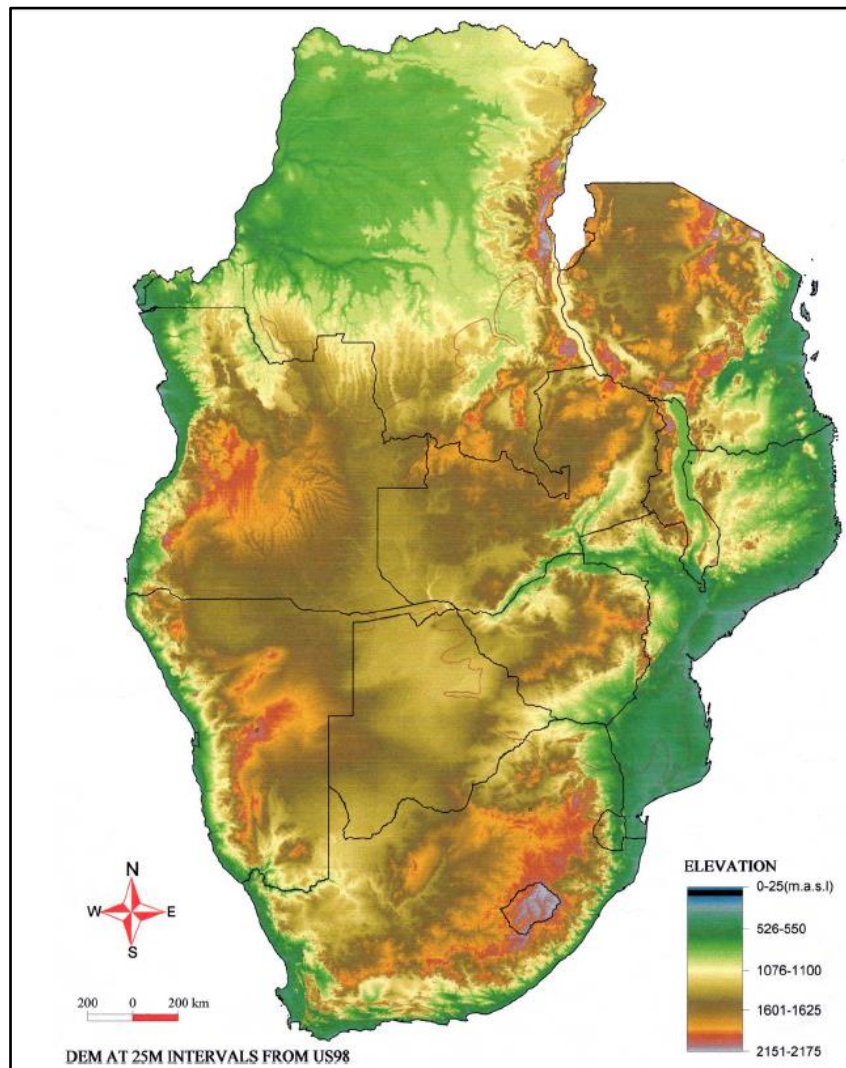 N
W E
S
200 0 200 km
DEM AT 25M INTERVALS FROM US98
ELEVATION
0-25(m.a.s.l)
526-550
1076-1100
1601-1625
2151-2175